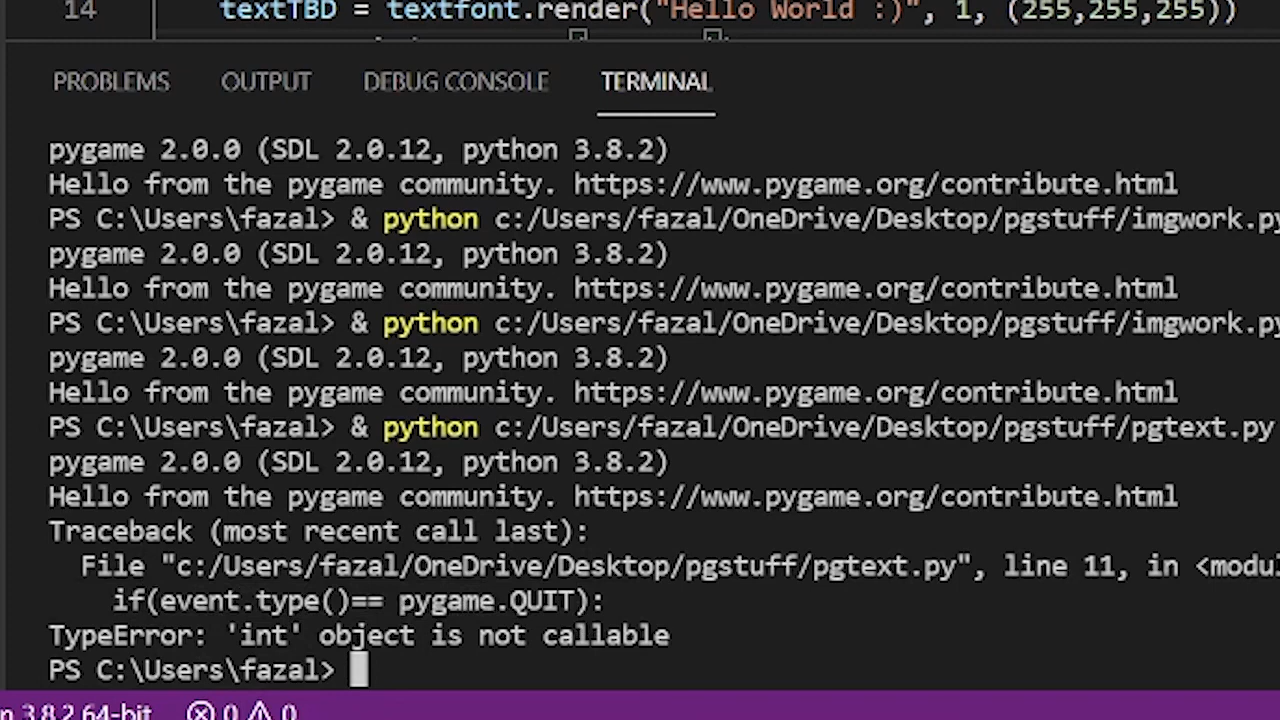 14 textTBD = textfont.render("Hello World :)", 1, (255,255,255))
PROBLEMS OUTPUT DEBUG CONSOLE TERMINAL
pygame 2.0.0 (SDL 2.0.12, python 3.8.2)
Hello from the pygame community. https://www.pygame.org/contribute.html
PS C:\Users\fazal> & python c:/Users/fazal/OneDrive/Desktop/pgstuff/imgwork.py
pygame 2.0.0 (SDL 2.0.12, python 3.8.2)
Hello from the pygame community. https://www.pygame.org/contribute.html
PS C:\Users\fazal> & python c:/Users/fazal/OneDrive/Desktop/pgstuff/imgwork.py
pygame 2.0.0 (SDL 2.0.12, python 3.8.2)
Hello from the pygame community. https://www.pygame.org/contribute.html
PS C:\Users\fazal> & python c:/Users/fazal/OneDrive/Desktop/pgstuff/pgtext.py
pygame 2.0.0 (SDL 2.0.12, python 3.8.2)
Hello from the pygame community. https://www.pygame.org/contribute.html
Traceback (most recent call last):
File "c:/Users/fazal/OneDrive/Desktop/pgstuff/pgtext.py", line 11, in <modu
if(event.type()== pygame.QUIT):
TypeError: 'int' object is not callable
PS C:\Users\fazal>
n 3.8.2 64-bit 0 0